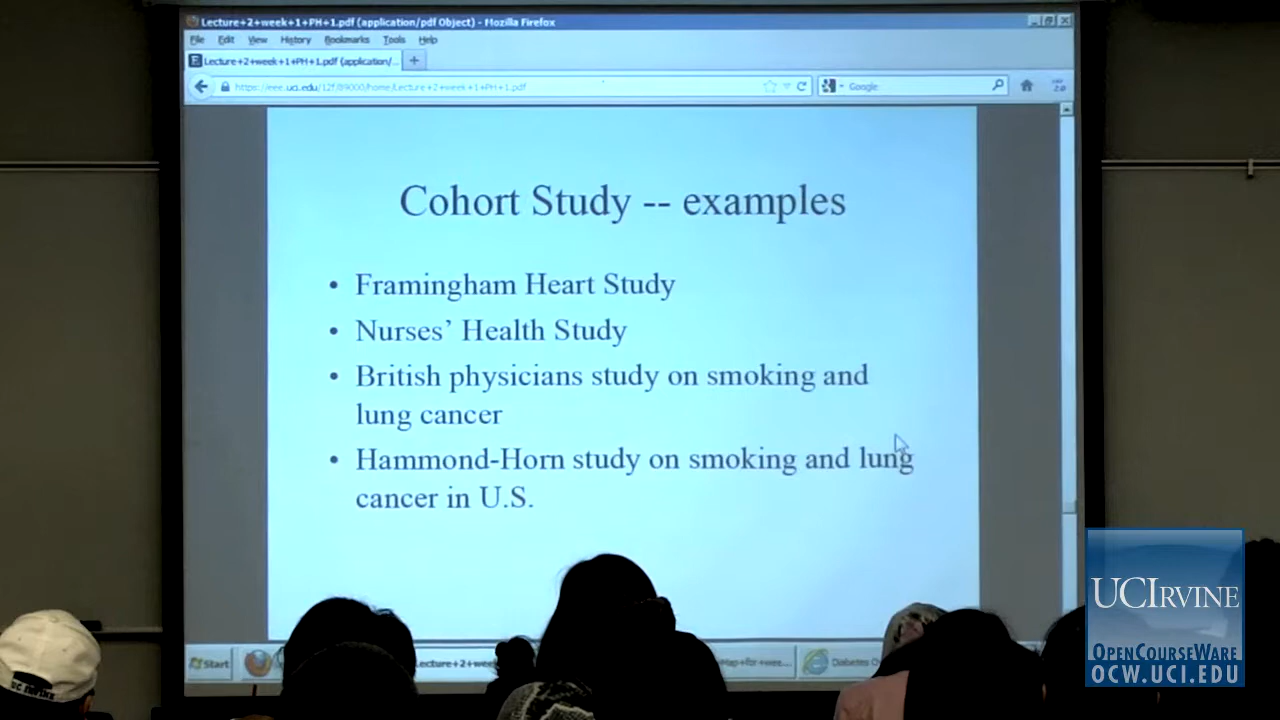 Lecture+2+week+1+PH+1.pdf (application/pdf Object) - Mozilla Firefox
File Edit View History Bookmarks Tools Help
Lecture+2+week+1+PH+1.pdf (application/...
https://eee.uci.edu/12f/89000/home/Lecture+2+week+1+PH+1.pdf
Google
Cohort Study -- examples
• Framingham Heart Study
• Nurses’ Health Study
• British physicians study on smoking and
lung cancer
• Hammond-Horn study on smoking and lung
cancer in U.S.
Start
Lecture+2+wee
Diabetes
UCIRVINE
OPENCOURSEWARE
OCW.UCI.EDU